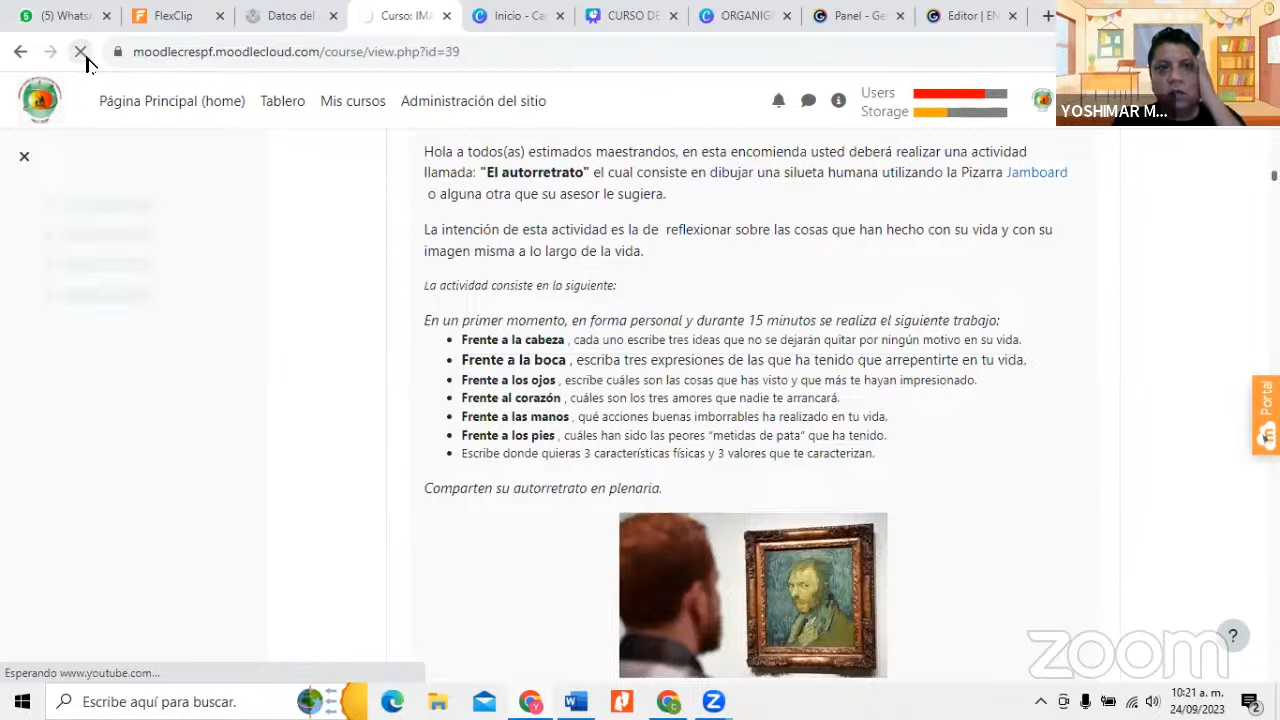 (5) Whats
FlexClip
Datos del
Curso: IMA
Inicio - Ca
CURSO DE
ORGANIG
Panel - Ge
Editor | EN
moodlecrespf.moodlecloud.com/course/view.php?id=39
Página Principal (home) Tablero Mis cursos Administración del sitio
Users
Storage
YOSHIMAR M...
Hola a todos(as) estimados maestrandos, en esta encomienda usted deberá realizar una actividad
llamada: "El autorretrato" el cual consiste en dibujar una silueta humana utilizando la Pizarra Jamboard
o alguna otra que su asesor le sugiera.
La intención de esta actividad es la de reflexionar sobre las cosas que han hecho con su vida y con su
imagen misma a lo largo de la vida.
La actividad consiste en lo siguiente:
En un primer momento, en forma personal y durante 15 minutos se realiza el siguiente trabajo:
Frente a la cabeza , cada uno escribe tres ideas que no se dejarán quitar por ningún motivo en su vida.
Frente a la boca , escriba tres expresiones de las que ha tenido que arrepentirte en tu vida.
Frente a los ojos , escribe cuáles son las cosas que has visto y que más te hayan impresionado.
Frente al corazón , cuáles son los tres amores que nadie te arrancará.
Frente a las manos , qué acciones buenas imborrables ha realizado en tu vida.
Frente a los pies , cuáles han sido las peores “metidas de pata” que ha tenido.
Escribe donde quieras 3 características físicas y 3 valores que te caracterizan.
Comparten su autorretrato en plenaria.
Portal
zoom
?
Esperando www.youtube.com...
Escribe aquí para buscar.
10:21 a. m.
24/09/2023
2